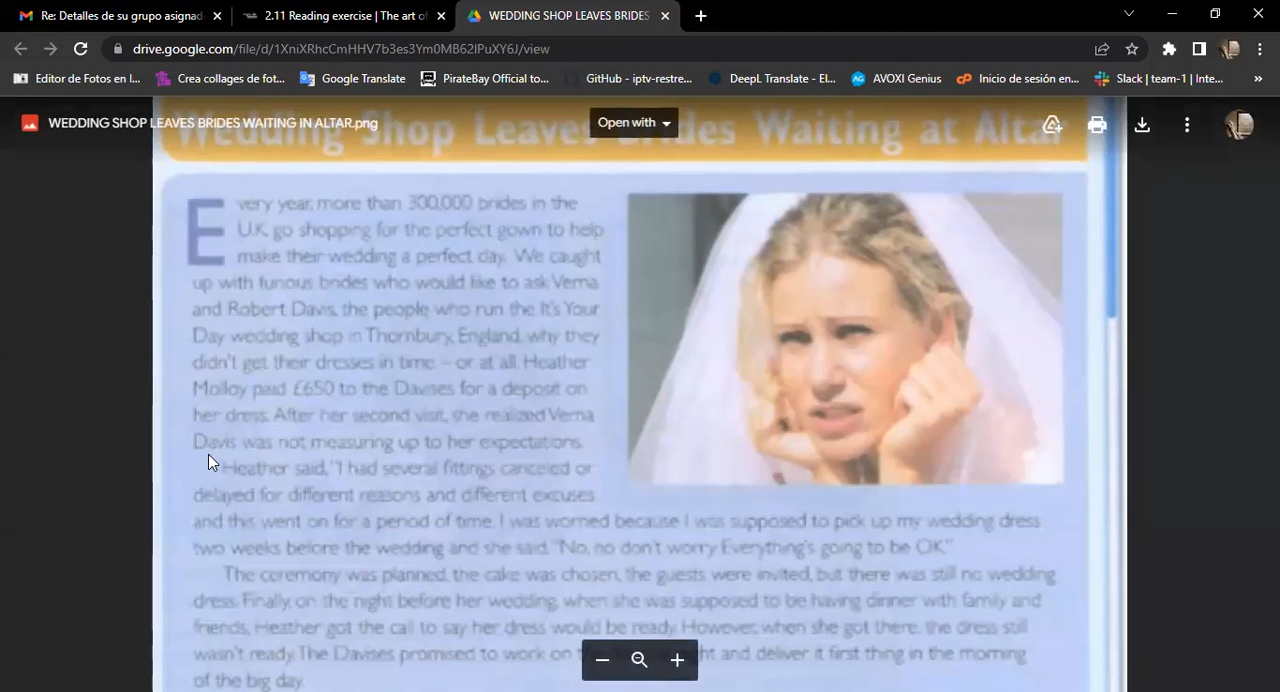 Re: Detalles de su grupo asignad
2.11 Reading exercise | The art of
WEDDING SHOP LEAVES BRIDES
drive.google.com/file/d/1XniXRhcCmHHV7b3es3Ym0MB62lPuXY6J/view
Editor de Fotos en l...
Crea collages de fot...
Google Translate
PirateBay Official to...
GitHub - iptv-restre...
DeepL Translate - El...
AVOXI Genius
Inicio de sesión en...
Slack | team-1 | Inte...
WEDDING SHOP LEAVES BRIDES WAITING IN ALTAR.png
Open with
Wedding Shop Leaves Brides Waiting at Altar
Every year, more than 300,000 brides in the
U.K. go shopping for the perfect gown to help
make their wedding a perfect day. We caught
up with furious brides who would like to ask Verna
and Robert Davis, the people who run the It's Your
Day wedding shop in Thornbury, England, why they
didn't get their dresses in time – or at all. Heather
Molloy paid £650 to the Davises for a deposit on
her dress. After her second visit, she realized Verna
Davis was not measuring up to her expectations.
Heather said, "I had several fittings canceled or
delayed for different reasons and different excuses
and this went on for a period of time. I was worried because I was supposed to pick up my wedding dress
two weeks before the wedding and she said, "No, no don't worry. Everything's going to be OK."
The ceremony was planned, the cake was chosen, the guests were invited, but there was still no wedding
dress. Finally, on the night before her wedding, when she was supposed to be having dinner with family and
friends, Heather got the call to say her dress would be ready. However, when she got there, the dress still
wasn't ready. The Davises promised to work on and deliver it first thing in the morning
of the big day.